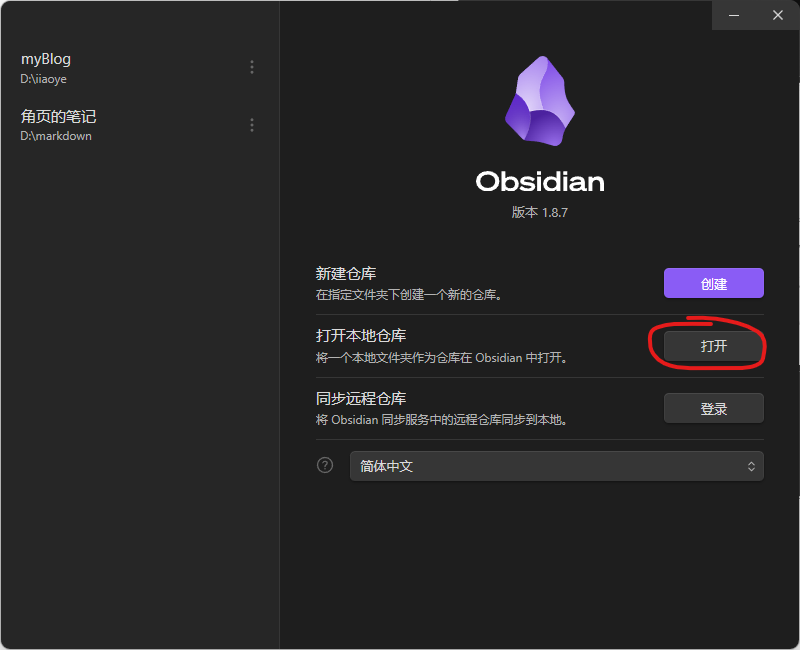 myBlog
D:\iiaoye
角页的笔记
D:\markdown
Obsidian
版本 1.8.7
新建仓库
在指定文件夹下创建一个新的仓库。
创建
打开本地仓库
将一个本地文件夹作为仓库在 Obsidian 中打开。
打开
同步远程仓库
将 Obsidian 同步服务中的远程仓库同步到本地。
登录
?
简体中文